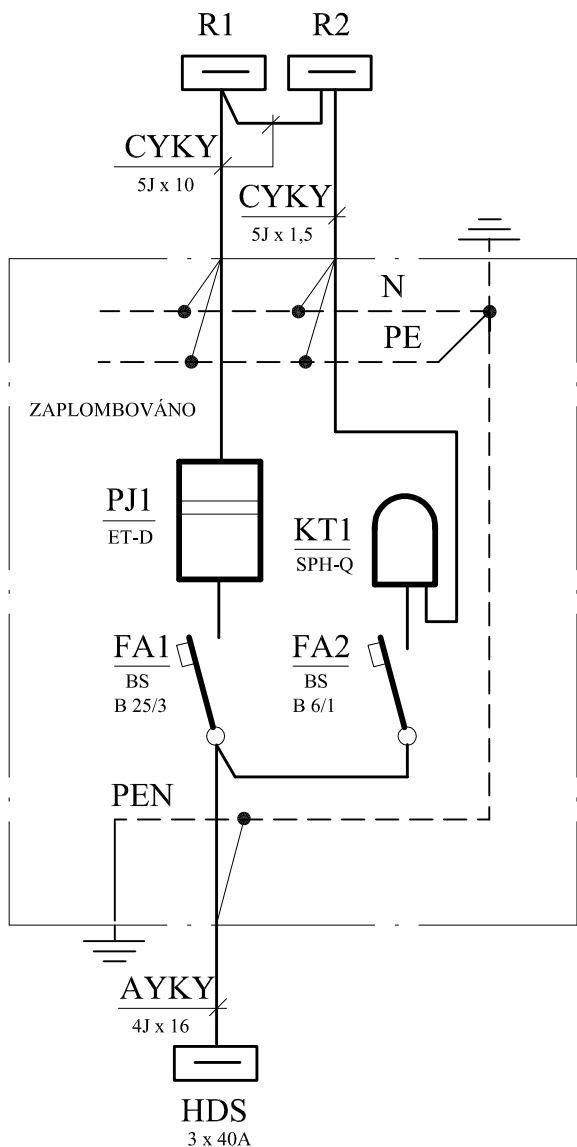 R1
R2
CYKY
5J x 10
CYKY
5J x 1,5
N
PE
ZAPLOMBOVÁNO
PJ1
ET-D
KT1
SPH-Q
FA1
BS
B 25/3
FA2
BS
B 6/1
PEN
AYKY
4J x 16
HDS
3 x 40A